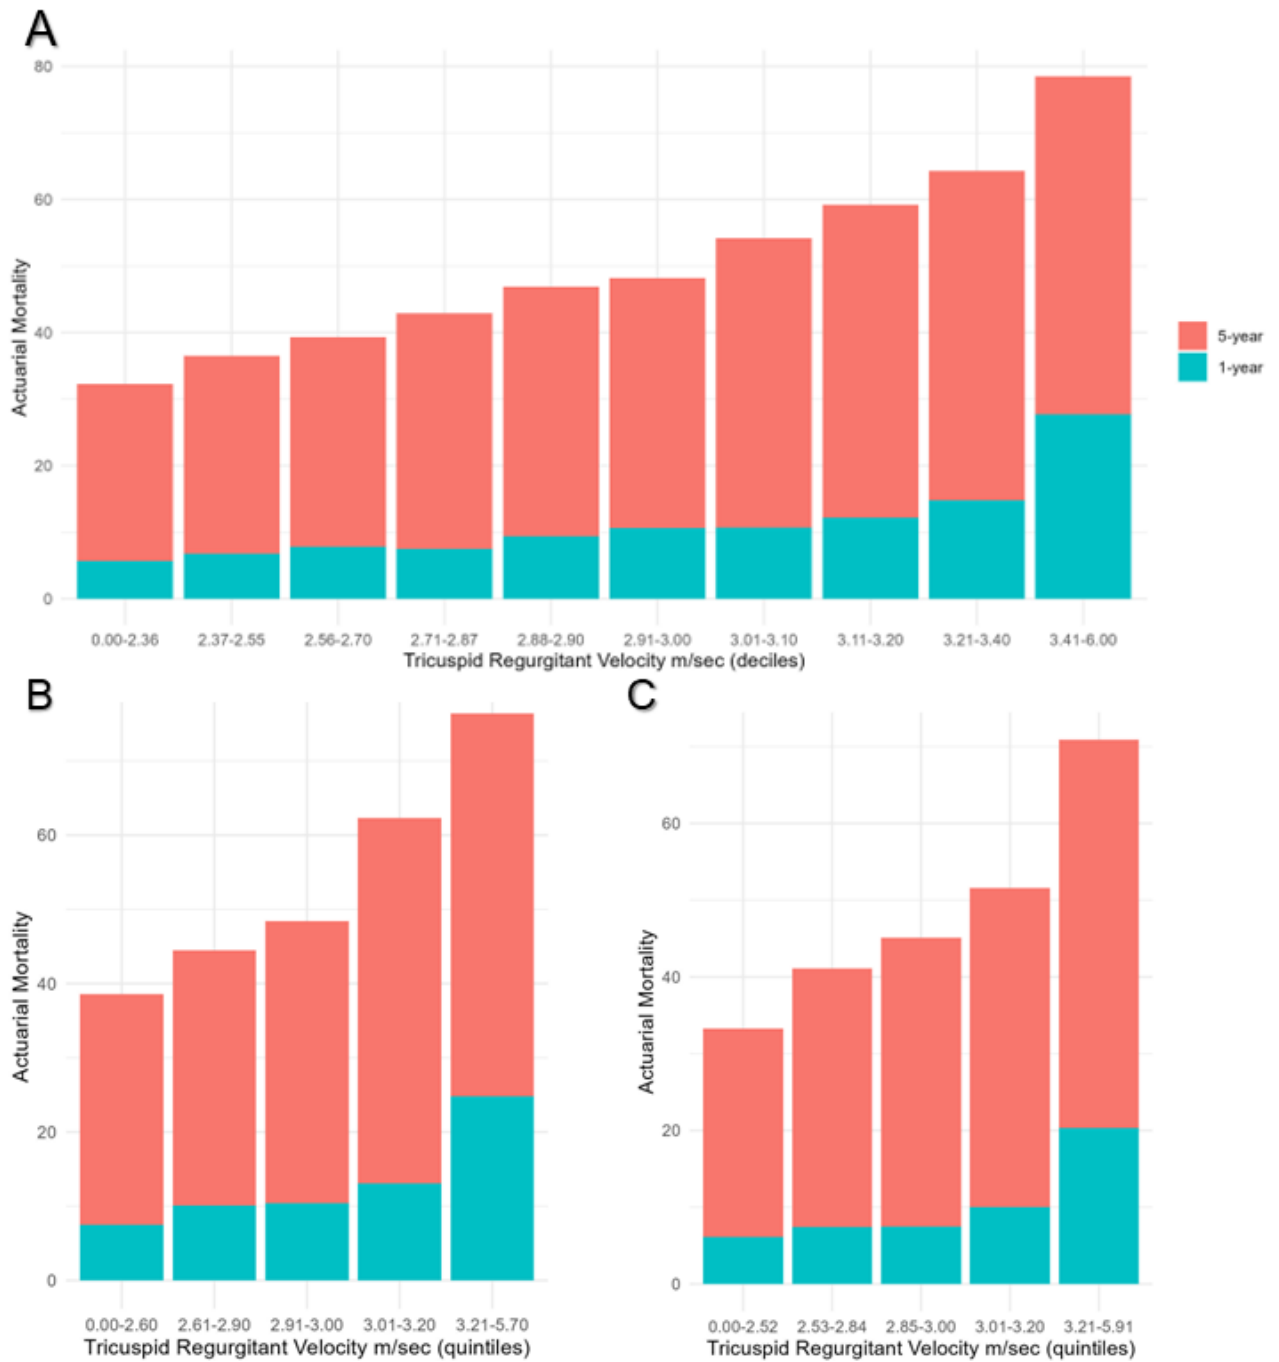 A
80
60
40
20
0
Actuarial Mortality
5-year
1-year
0.00-2.36 2.37-2.55 2.56-2.70 2.71-2.87 2.88-2.90 2.91-3.00 3.01-3.10 3.11-3.20 3.21-3.40 3.41-6.00
Tricuspid Regurgitant Velocity m/sec (deciles)
B
60
40
20
0
Actuarial Mortality
0.00-2.60 2.61-2.90 2.91-3.00 3.01-3.20 3.21-5.70
Tricuspid Regurgitant Velocity m/sec (quintiles)
C
60
40
20
0
Actuarial Mortality
0.00-2.52 2.53-2.84 2.85-3.00 3.01-3.20 3.21-5.91
Tricuspid Regurgitant Velocity m/sec (quintiles)